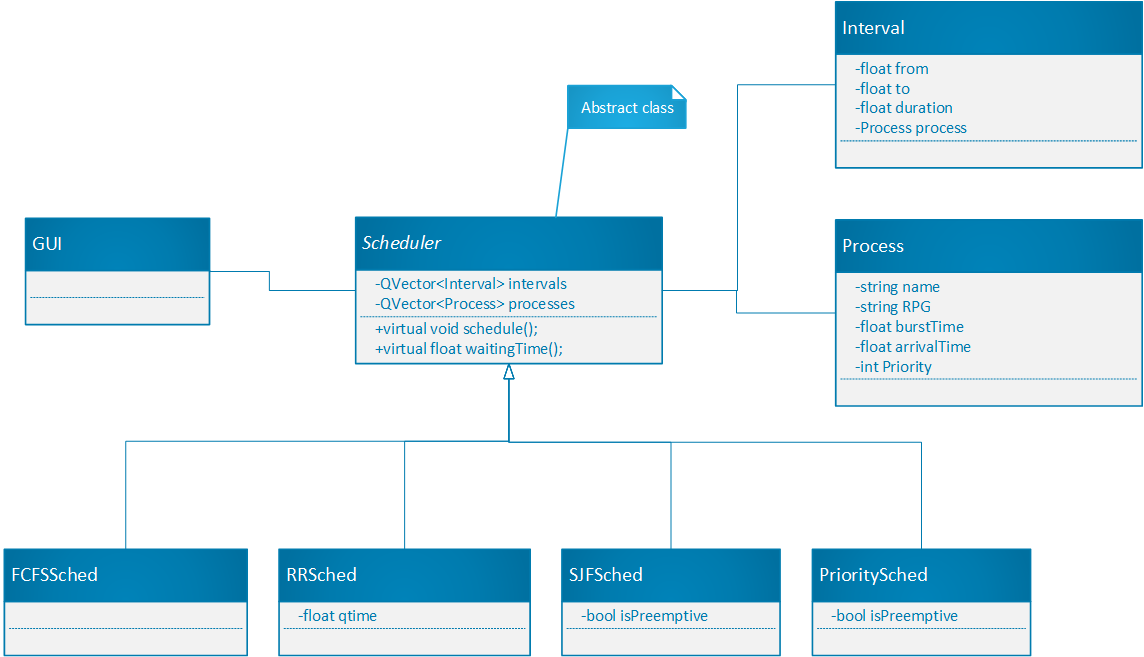 Interval
-float from
-float to
-float duration
-Process process
Abstract class
GUI
Scheduler
-QVector<Interval> intervals
-QVector<Process> processes
+virtual void schedule();
+virtual float waitingTime();
Process
-string name
-string RPG
-float burstTime
-float arrivalTime
-int Priority
FCFSSched
RRSched
-float qtime
SJFSched
-bool isPreemptive
PrioritySched
-bool isPreemptive